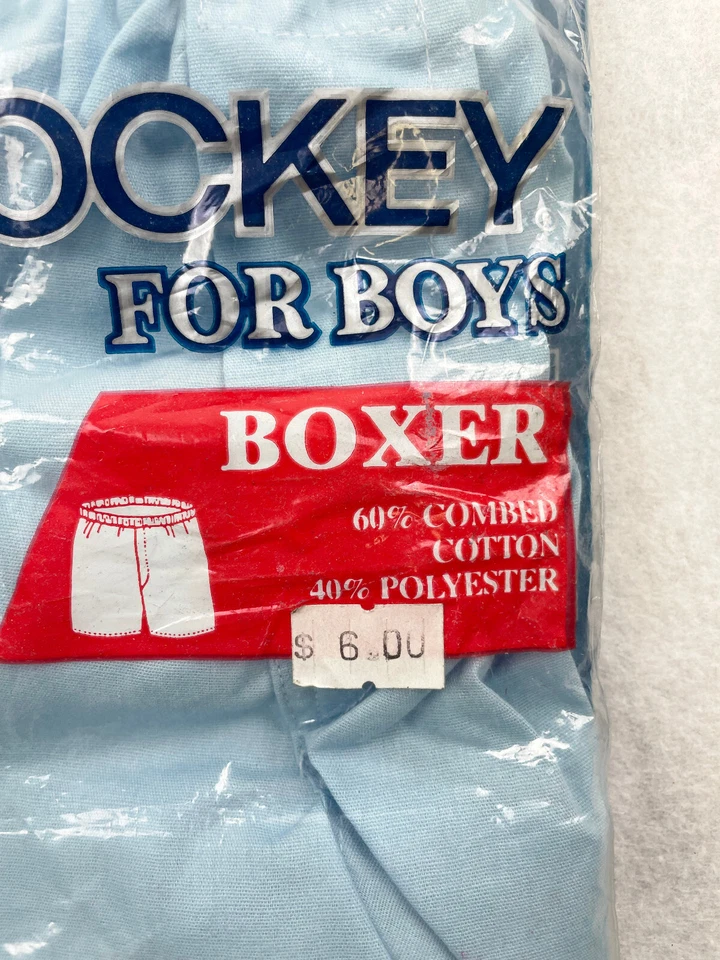 OCKEY
FOR BOYS
BOXER
60% COMBED
COTTON
40% POLYESTER
$ 6.00